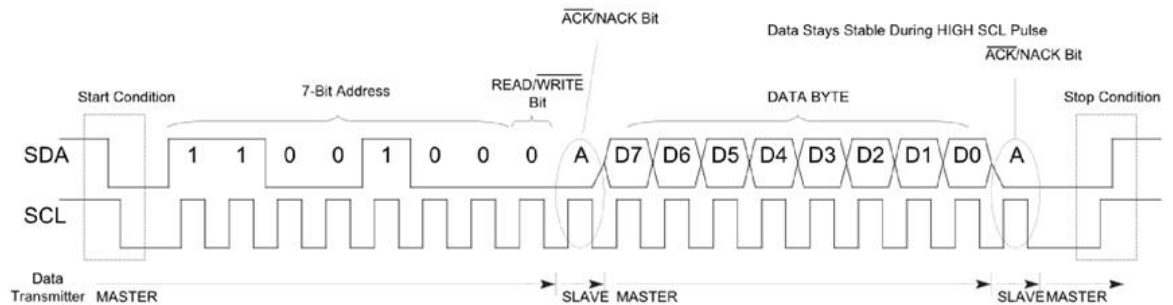 ACK/NACK Bit
Data Stays Stable During HIGH SCL Pulse
ACK/NACK Bit
Start Condition
7-Bit Address
READ/WRITE
Bit
DATA BYTE
Stop Condition
SDA 1 1 0 0 1 0 0 0 A D7 D6 D5 D4 D3 D2 D1 D0 A
SCL
Data
Transmitter MASTER SLAVE MASTER SLAVE MASTER